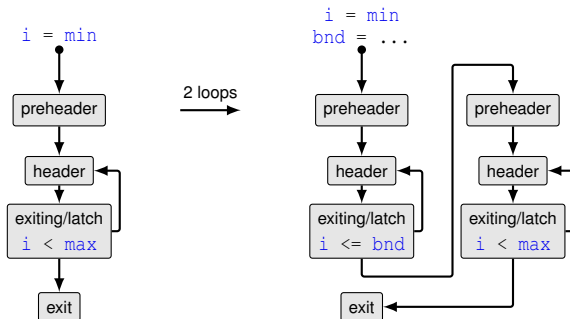 i = min
preheader
header
exiting/latch
i < max
exit
2 loops
i = min
bnd = ...
preheader
header
exiting/latch
i <= bnd
exit
preheader
header
exiting/latch
i < max